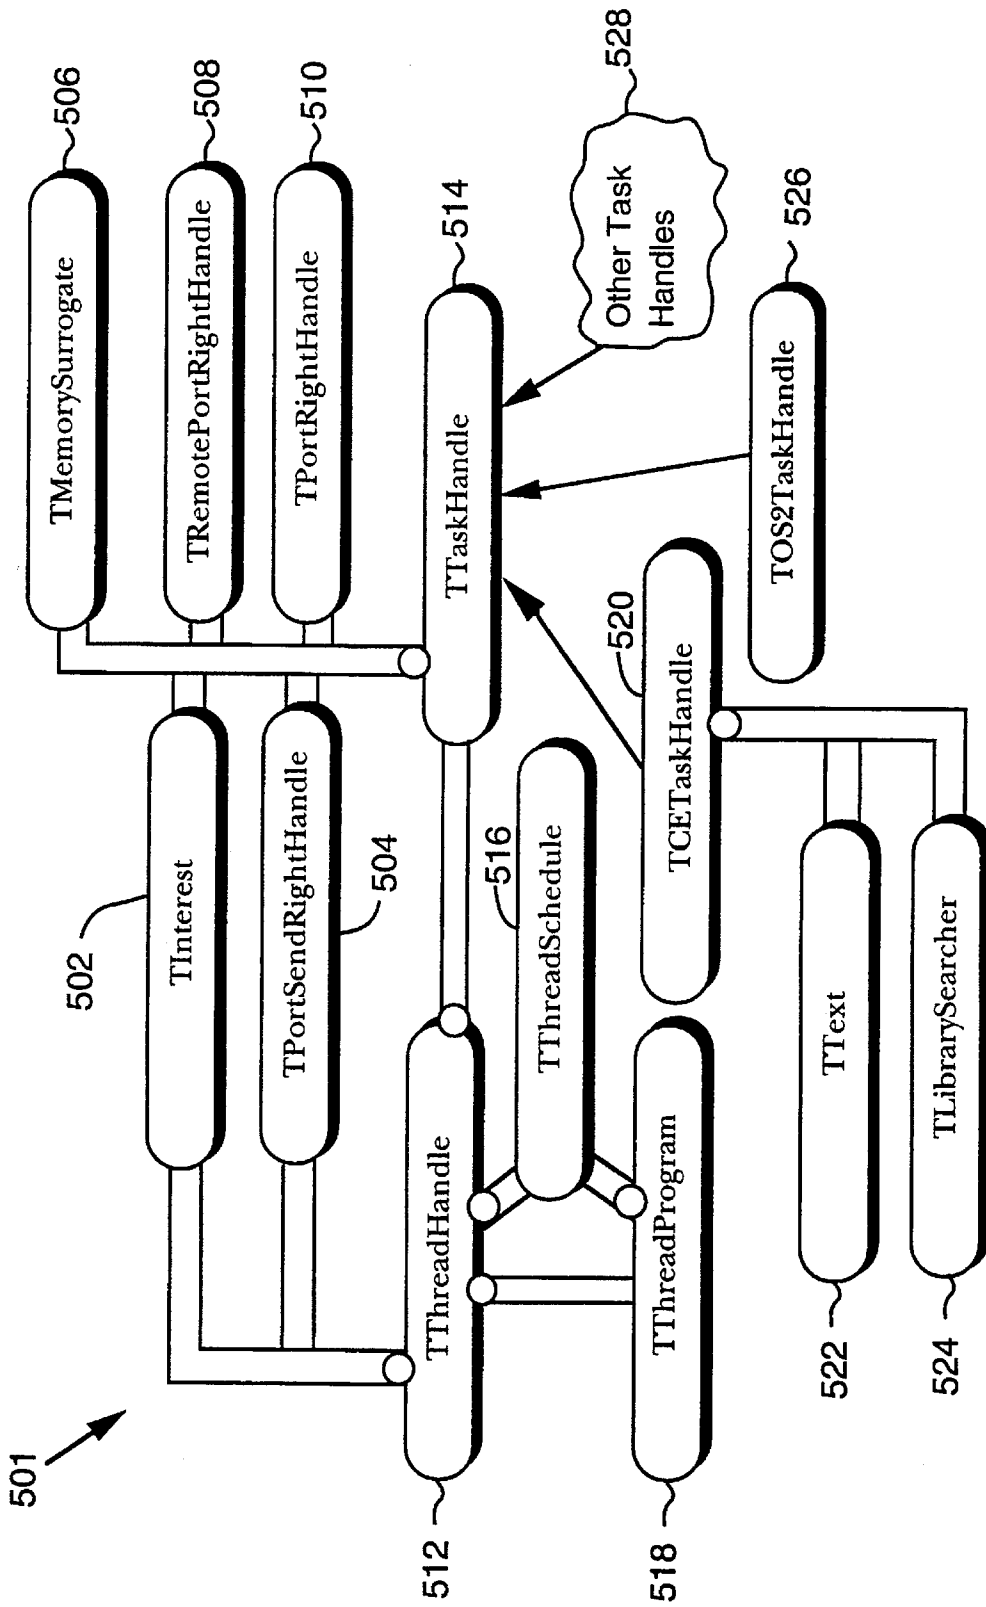 501
502
TInterest
TPortSendRightHandle
504
TMemorySurrogate
506
TRemotePortRightHandle
508
TPortRightHandle
510
512
TThreadHandle
TTaskHandle
514
516
TThreadSchedule
518
TThreadProgram
520
TCETaskHandle
Other Task
Handles
528
TOS2TaskHandle
526
522
TText
524
TLibrarySearcher